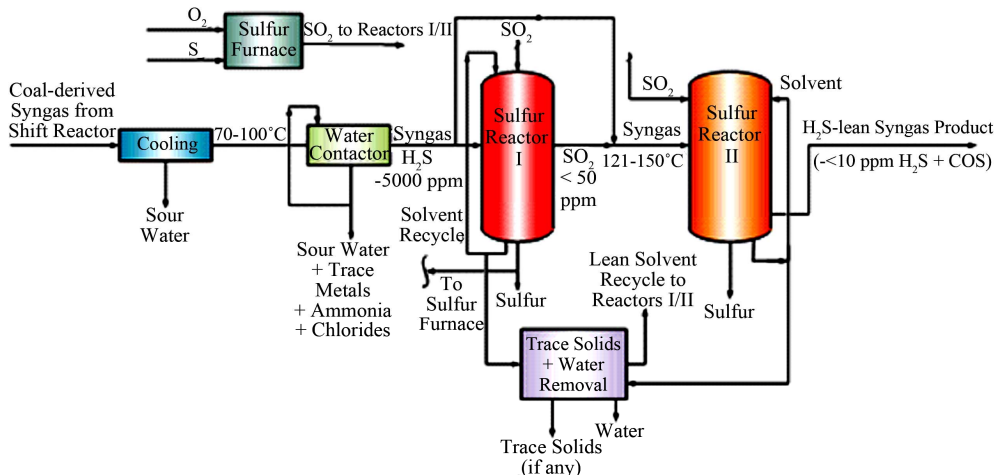 O₂
S
Sulfur
Furnace
SO₂ to Reactors I/II
Coal-derived
Syngas from
Shift Reactor
Cooling
70-100˚C
Sour
Water
Water
Contactor
Sour Water
+ Trace
Metals
+ Ammonia
+ Chlorides
Syngas
H₂S
-5000 ppm
Solvent
Recycle
SO₂
Sulfur
Reactor
I
SO₂
< 50
ppm
To
Sulfur
Furnace
Sulfur
Syngas
121-150˚C
SO₂
Sulfur
Reactor
II
Solvent
H₂S-lean Syngas Product
(-<10 ppm H₂S + COS)
Sulfur
Lean Solvent
Recycle to
Reactors I/II
Trace Solids
+ Water
Removal
Water
Trace Solids
(if any)